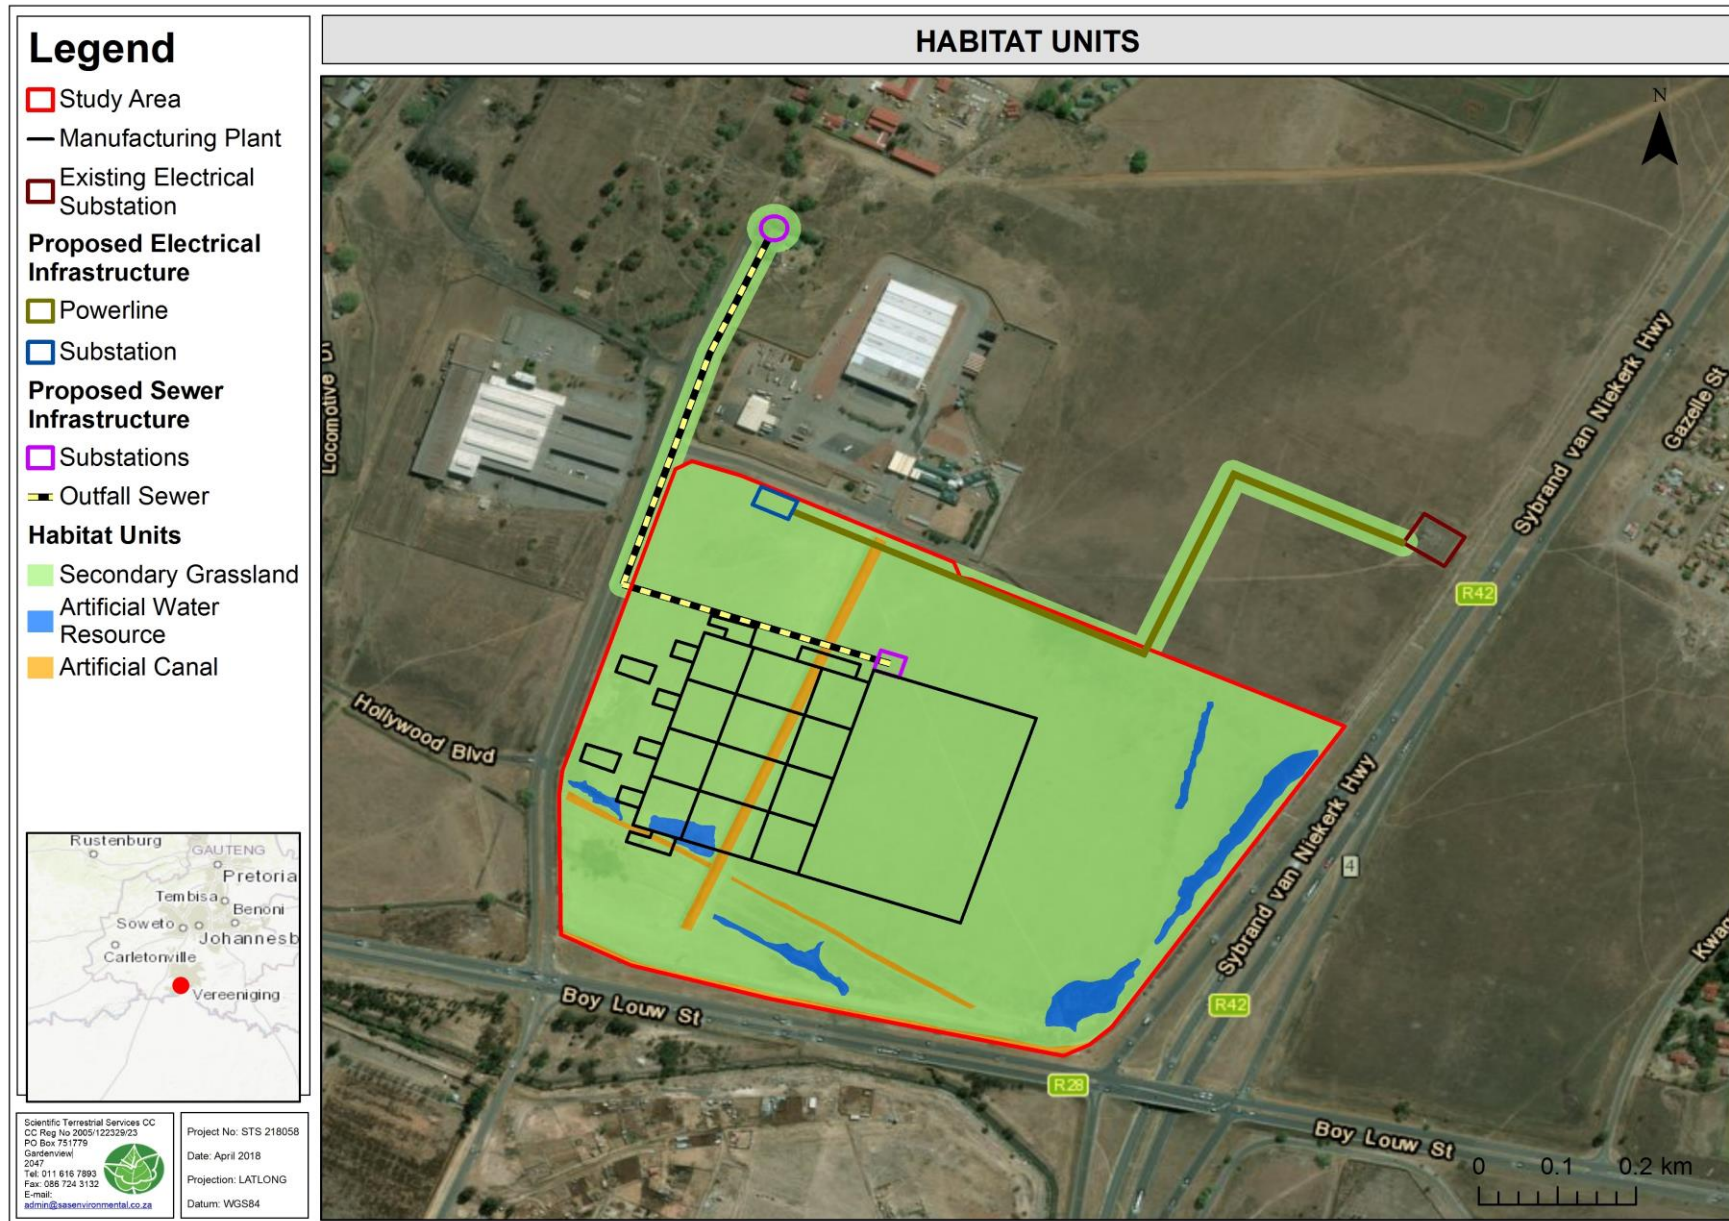 Legend
Study Area
Manufacturing Plant
Existing Electrical
Substation
Proposed Electrical
Infrastructure
Powerline
Substation
Proposed Sewer
Infrastructure
Substations
Outfall Sewer
Habitat Units
Secondary Grassland
Artificial Water
Resource
Artificial Canal
Rustenburg
GAUTENG
Pretoria
Tembisa
Benoni
Soweto
Johannesb
Carletonville
Vereeniging
Scientific Terrestrial Services CC
CC Reg No 2005/122329/23
PO Box 751779
Gardenview
2047
Tel: 011 616 7893
Fax: 086 724 3132
E-mail:
admin@sasenvironmental.co.za
Project No: STS 218058
Date: April 2018
Projection: LATLONG
Datum: WGS84
HABITAT UNITS
N
Locomotive Dr
Sybrand van Niekerk Hwy
Gazelle St
R42
Hollywood Blvd
Sybrand van Niekerk Hwy
4
Kwag
R42
Boy Louw St
R28
Boy Louw St
0 0.1 0.2 km